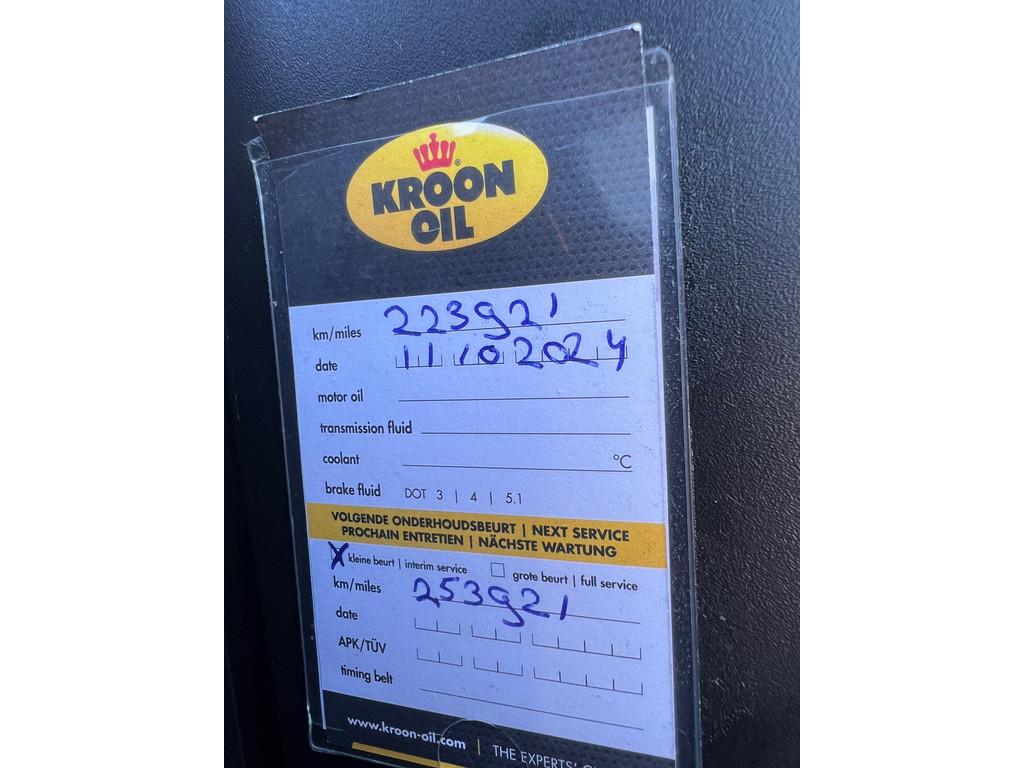 KROON
OIL
®
km/miles 223921
date 11 10 2024
motor oil
transmission fluid
coolant °C
brake fluid DOT 3 | 4 | 5.1
VOLGENDE ONDERHOUDSBEURT | NEXT SERVICE
PROCHAIN ENTRETIEN | NÄCHSTE WARTUNG
X kleine beurt | interim service grote beurt | full service
km/miles 253921
date
APK/TÜV
timing belt
www.kroon-oil.com | THE EXPERTS'